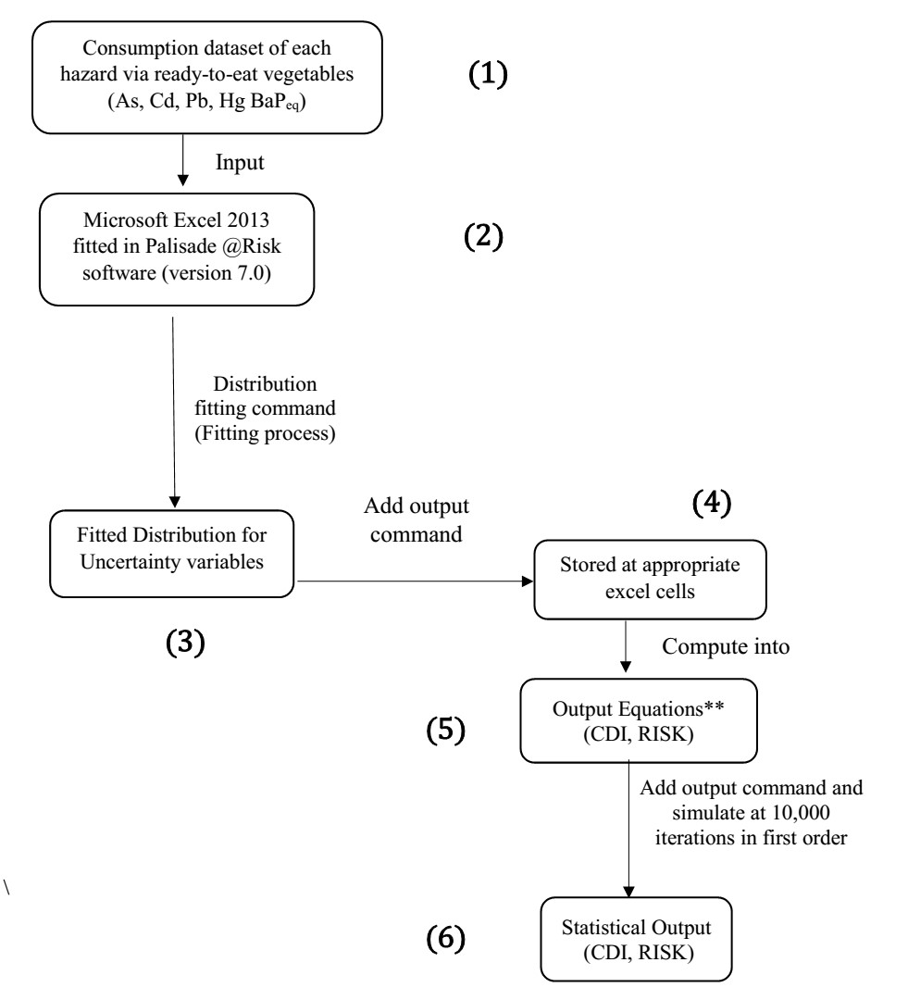 Consumption dataset of each
hazard via ready-to-eat vegetables
(As, Cd, Pb, Hg BaPeq)
(1)
Input
Microsoft Excel 2013
fitted in Palisade @Risk
software (version 7.0)
(2)
Distribution
fitting command
(Fitting process)
Fitted Distribution for
Uncertainty variables
(3)
Add output
command
(4)
Stored at appropriate
excel cells
Compute into
(5)
Output Equations**
(CDI, RISK)
Add output command and
simulate at 10,000
iterations in first order
\
(6)
Statistical Output
(CDI, RISK)